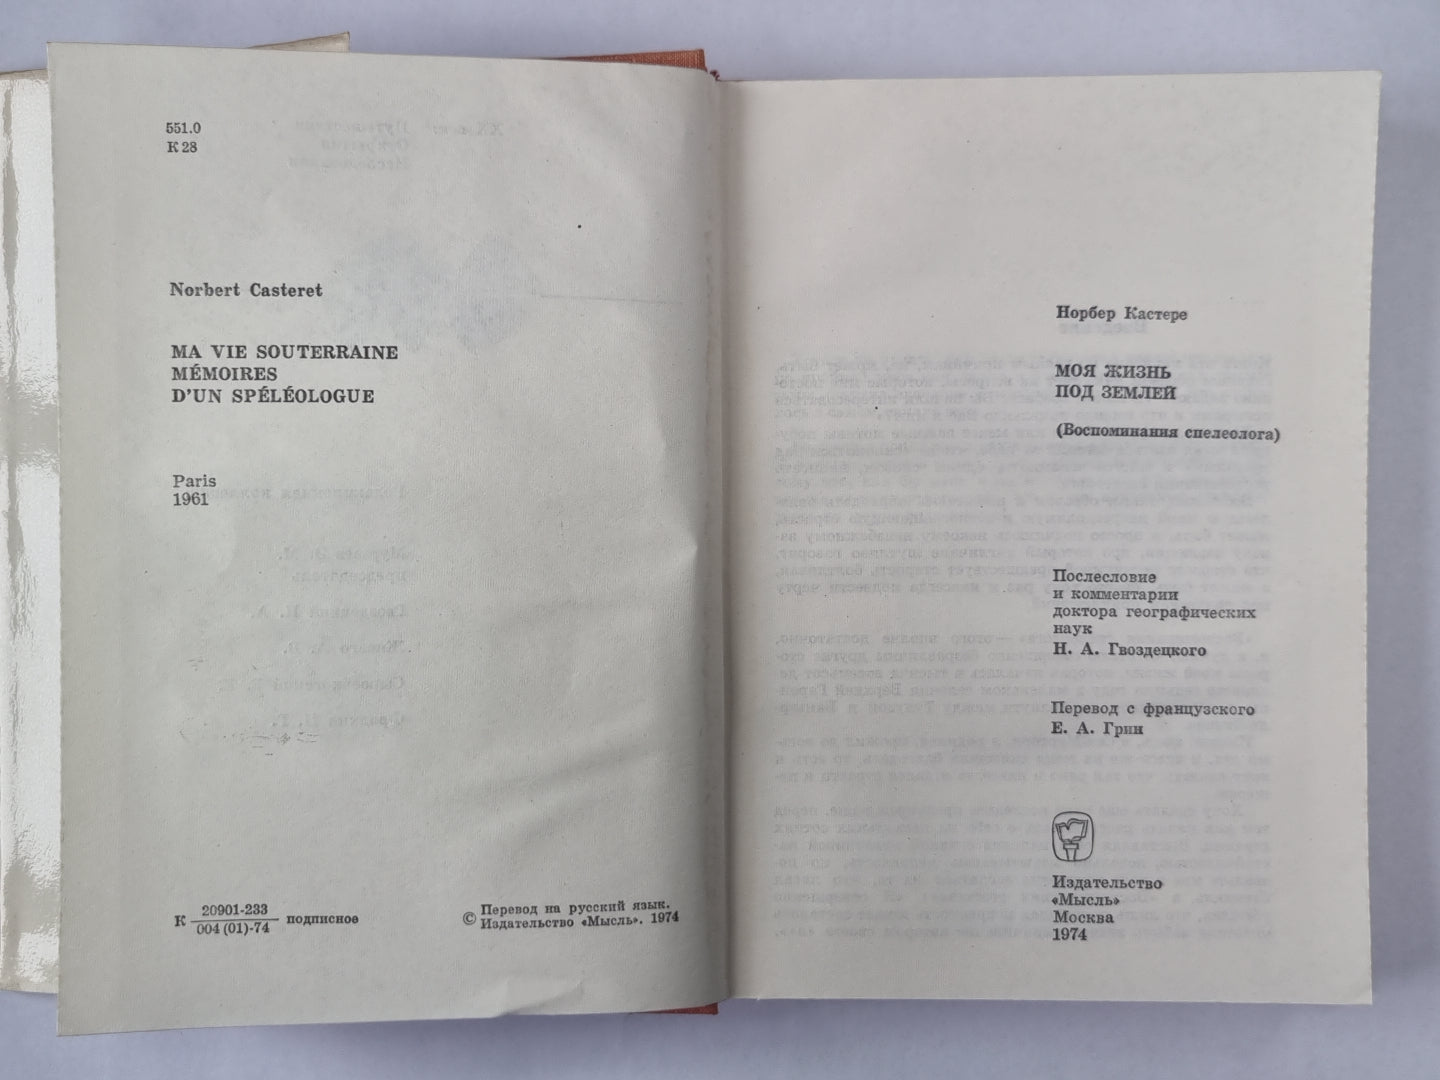 551.0
К 28
Norbert Casteret
MA VIE SOUTERRAINE
MÉMOIRES
D'UN SPÉLÉOLOGUE
Paris
1961
К 20901-233 подписное
004 (01)-74
© Перевод на русский язык.
Издательство «Мысль». 1974
Норбер Кастере
МОЯ ЖИЗНЬ
ПОД ЗЕМЛЕЙ
(Воспоминания спелеолога)
Послесловие
и комментарии
доктора географических
наук
Н. А. Гвоздецкого
Перевод с французского
Е. А. Грин
Издательство
«Мысль»
Москва
1974